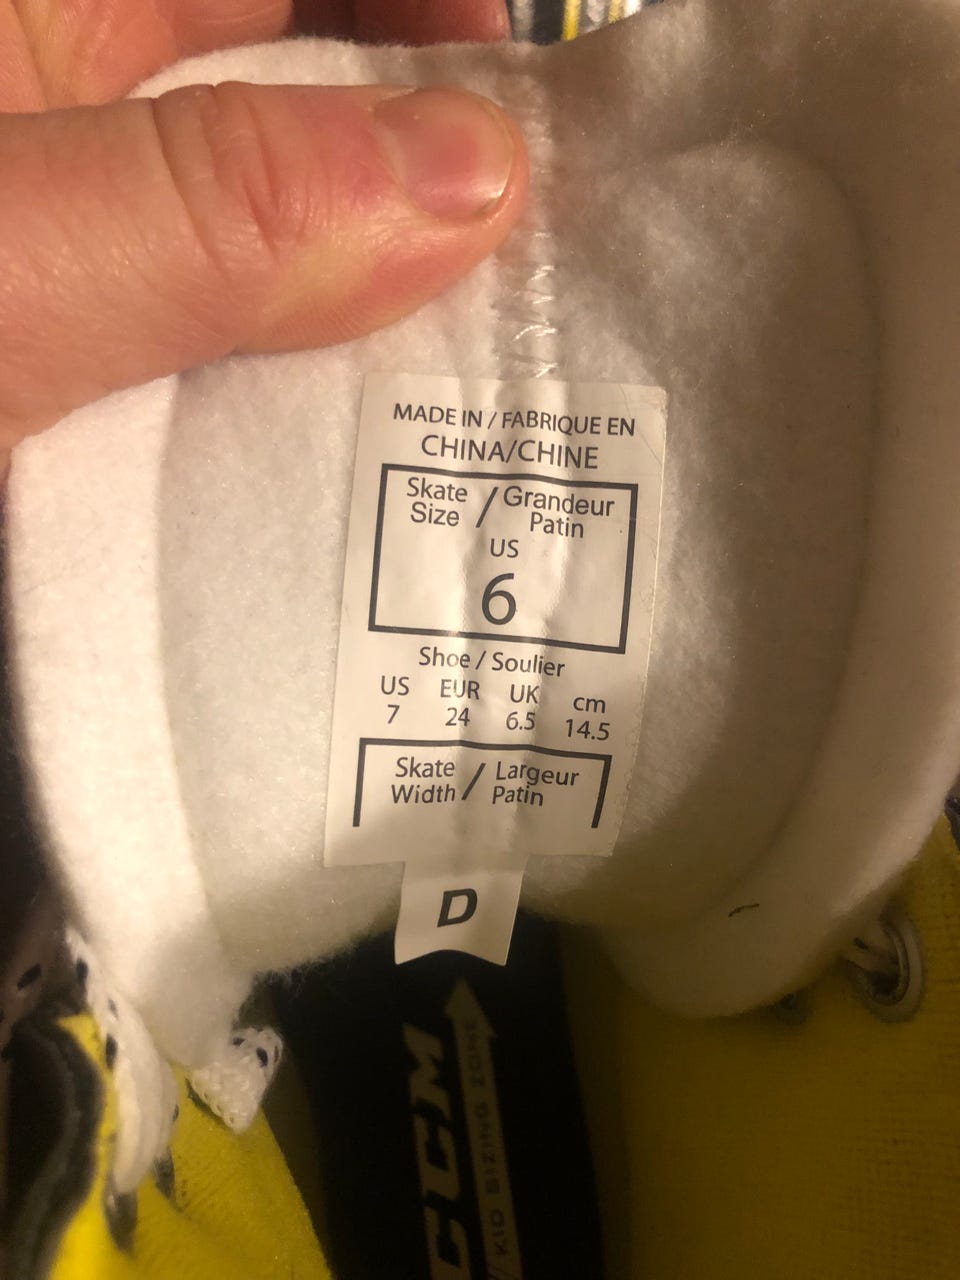 MADE IN / FABRIQUE EN
CHINA/CHINE
Skate Size / Grandeur Patin
US
6
Shoe / Soulier
US EUR UK cm
7 24 6.5 14.5
Skate Width / Largeur Patin
D
CCM
KID SIZING ZONE